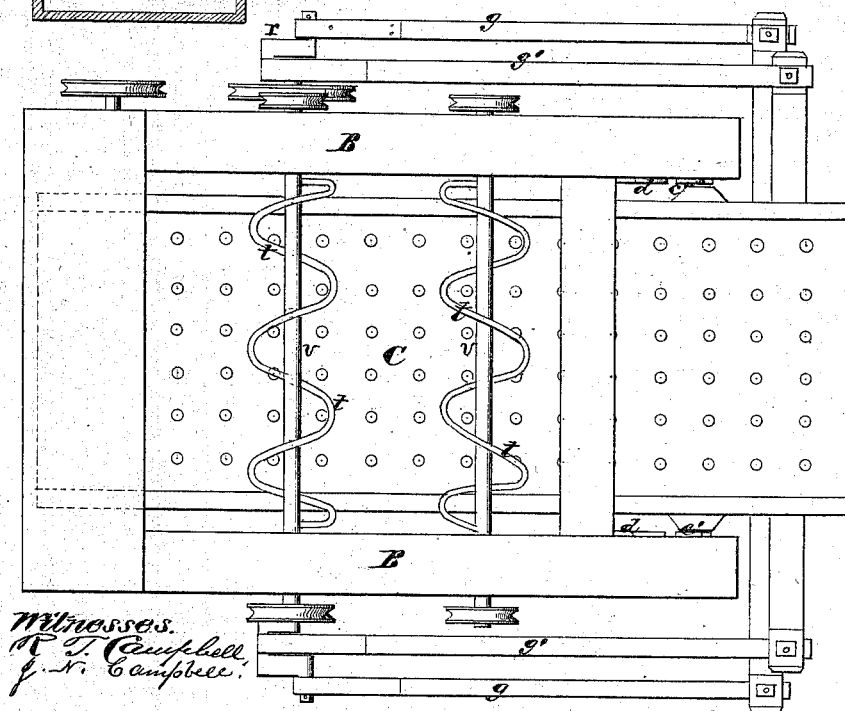 g
r
g'
B
d c'
t
t
v C v
t
t
d c'
B
Witnesses.
R. T. Campbell
J. N. Campbell.
g'
g